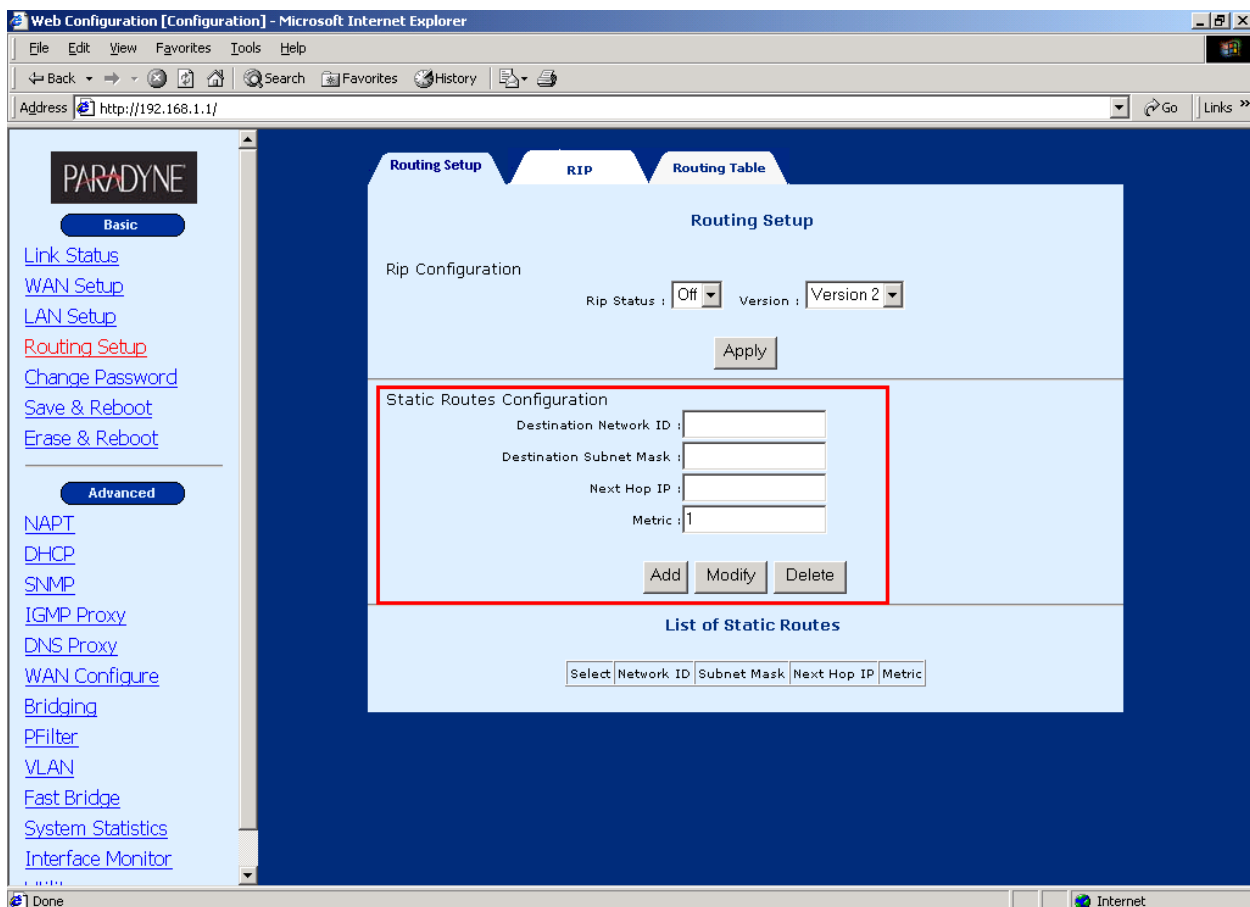 Web Configuration [Configuration] - Microsoft Internet Explorer
File Edit View Favorites Tools Help
Back Search Favorites History
Address http://192.168.1.1/ Go Links »
PARADYNE
Basic
Link Status
WAN Setup
LAN Setup
Routing Setup
Change Password
Save & Reboot
Erase & Reboot
Advanced
NAPT
DHCP
SNMP
IGMP Proxy
DNS Proxy
WAN Configure
Bridging
PFilter
VLAN
Fast Bridge
System Statistics
Interface Monitor
Routing Setup RIP Routing Table
Routing Setup
Rip Configuration
Rip Status : Off Version : Version 2
Apply
Static Routes Configuration
Destination Network ID :
Destination Subnet Mask :
Next Hop IP :
Metric : 1
Add Modify Delete
List of Static Routes
Select Network ID Subnet Mask Next Hop IP Metric
Done Internet